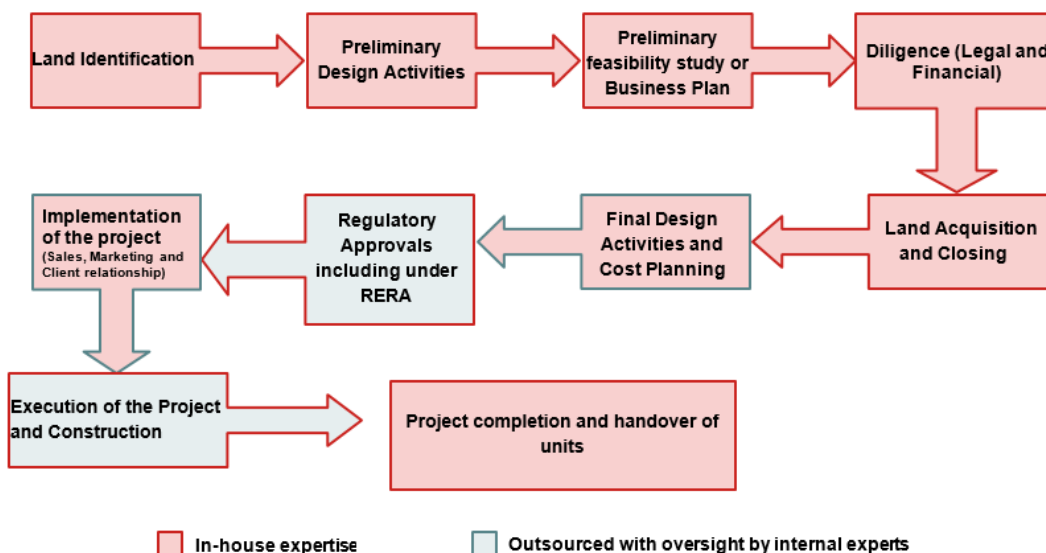 Land Identification
Preliminary
Design Activities
Preliminary
feasibility study or
Business Plan
Diligence (Legal and
Financial)
Land Acquisition
and Closing
Final Design
Activities and
Cost Planning
Regulatory
Approvals
including under
RERA
Implementation
of the project
(Sales, Marketing and
Client relationship)
Execution of the Project
and Construction
Project completion and handover of
units
In-house expertise
Outsourced with oversight by internal experts